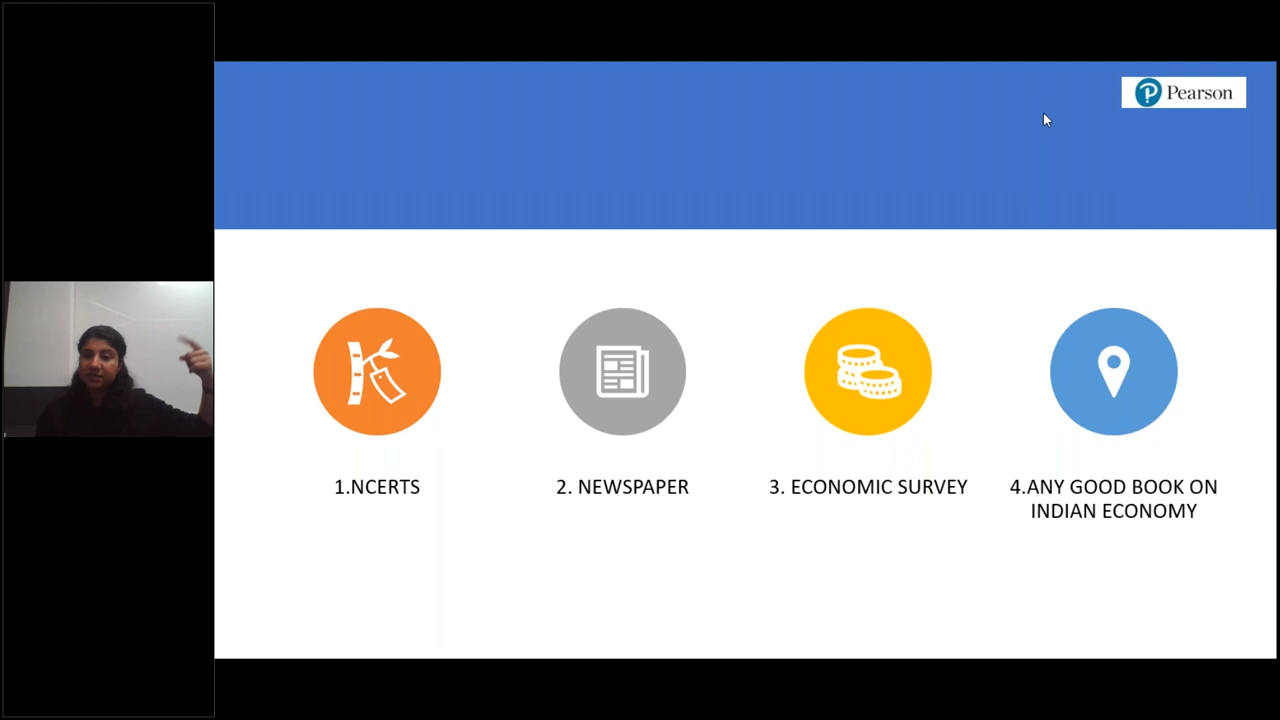 Pearson
1.NCERTS
2. NEWSPAPER
3. ECONOMIC SURVEY
4.ANY GOOD BOOK ON
INDIAN ECONOMY